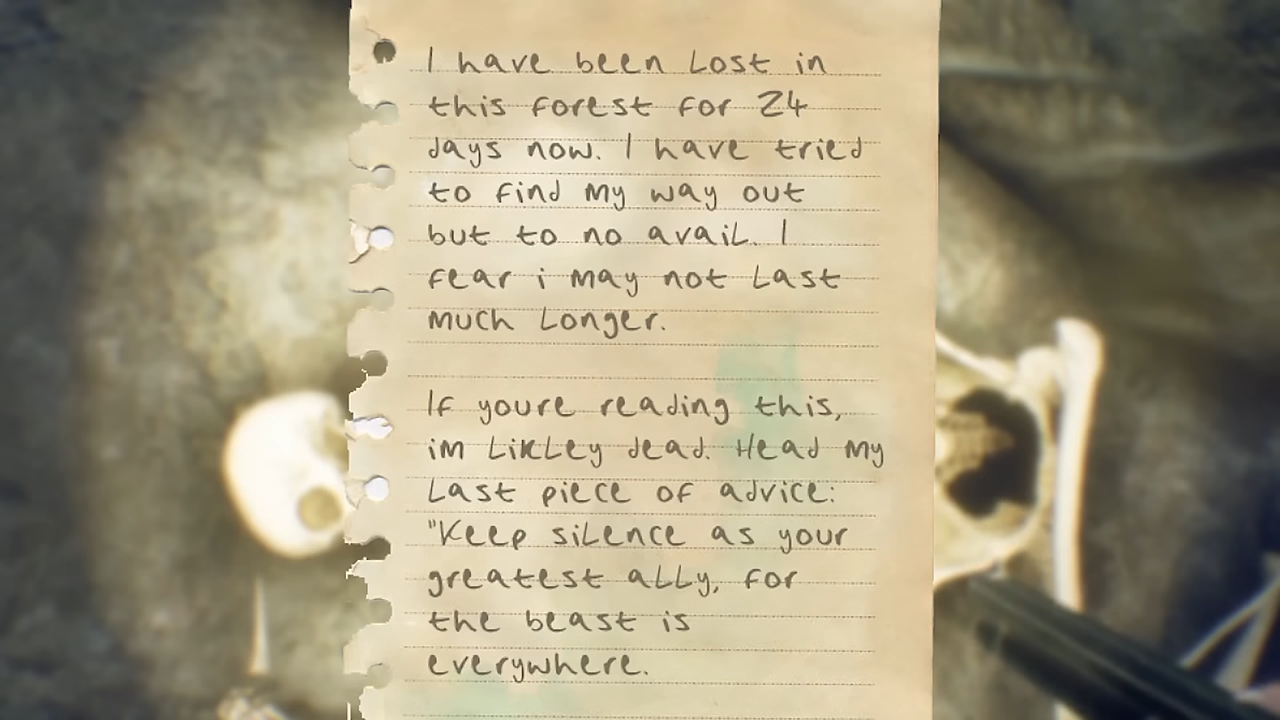 I have been Lost in
this forest for 24
days now. I have tried
to find my way out
but to no avail. I
fear i may not Last
much Longer.
If youre reading this,
im Likley dead. Head my
Last piece of advice:
"Keep silence as your
greatest ally, for
the beast is
everywhere.